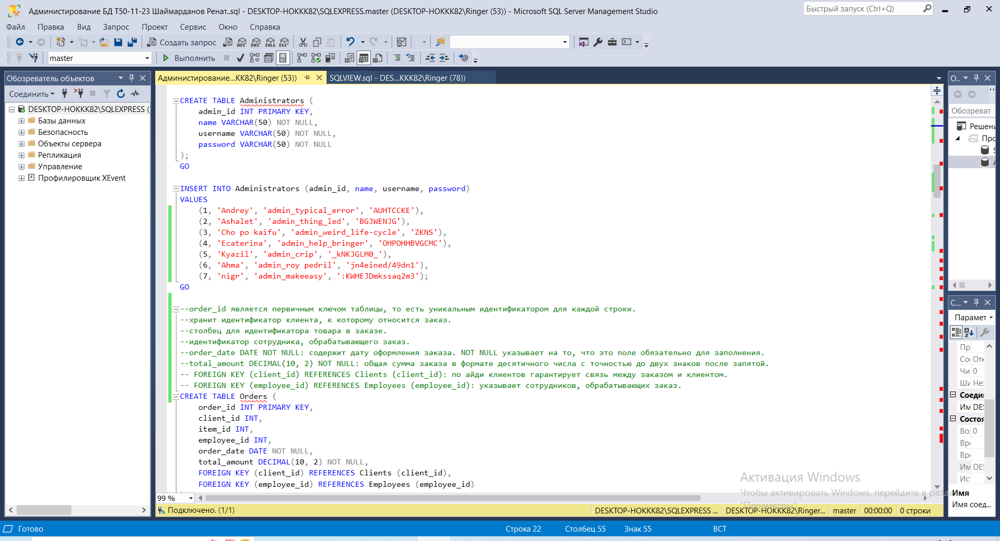 Администирование БД Т50-11-23 Шаймарданов Ренат..sql - DESKTOP-HOKKK82\SQLEXPRESS.master (DESKTOP-HOKKK82\Ringer (53)) - Microsoft SQL Server Management Studio
Быстрый запуск (Ctrl+Q)
Файл Правка Вид Запрос Проект Сервис Окно Справка
Создать запрос MDX DMX XMLA DAX
master Выполнить
Обозреватель объектов
Соединить
DESKTOP-HOKKK82\SQLEXPRESS (
Базы данных
Безопасность
Объекты сервера
Репликация
Управление
Профилировщик XEvent
Администирование...KK82\Ringer (53)) SQLVIEW.sql - DES...KKK82\Ringer (78))
CREATE TABLE Administrators (
admin_id INT PRIMARY KEY,
name VARCHAR(50) NOT NULL,
username VARCHAR(50) NOT NULL,
password VARCHAR(50) NOT NULL
);
GO
INSERT INTO Administrators (admin_id, name, username, password)
VALUES
(1, 'Andrey', 'admin_typical_error', 'AUHTCCKE'),
(2, 'Ashalet', 'admin_thing_led', 'BGJWENJG'),
(3, 'Cho po kaifu', 'admin_weird_life-cycle', 'ZKNS'),
(4, 'Ecaterina', 'admin_help_bringer', 'OHPOHHBVGCMC'),
(5, 'Kyazil', 'admin_crip', '_kNKJGLM0_'),
(6, 'Ahma', 'admin_roy pedril', 'jn4eined/49dn1'),
(7, 'nigr', 'admin_makeeasy', ':KWHEJDmkssaq2m3');
GO
--order_id является первичным ключом таблицы, то есть уникальным идентификатором для каждой строки.
--хранит идентификатор клиента, к которому относится заказ.
--столбец для идентификатора товара в заказе.
--идентификатор сотрудника, обрабатывающего заказ.
--order_date DATE NOT NULL: содержит дату оформления заказа. NOT NULL указывает на то, что это поле обязательно для заполнения.
--total_amount DECIMAL(10, 2) NOT NULL: общая сумма заказа в формате десятичного числа с точностью до двух знаков после запятой.
-- FOREIGN KEY (client_id) REFERENCES Clients (client_id): по айди клиентов гарантирует связь между заказом и клиентом.
-- FOREIGN KEY (employee_id) REFERENCES Employees (employee_id): указывает сотрудников, обрабатывающих заказ.
CREATE TABLE Orders (
order_id INT PRIMARY KEY,
client_id INT,
item_id INT,
employee_id INT,
order_date DATE NOT NULL,
total_amount DECIMAL(10, 2) NOT NULL,
FOREIGN KEY (client_id) REFERENCES Clients (client_id),
FOREIGN KEY (employee_id) REFERENCES Employees (employee_id)
99 %
Подключено. (1/1) DESKTOP-HOKKK82\SQLEXPRESS ... DESKTOP-HOKKK82\Ringer... master 00:00:00 0 строки
О..
Обозреват
Решени
Про
С...
Парамет
Пр
Сос Отк
Чи 0
Ши Не
Соеди
Им DES
Состоя
Во 0
Вре
Вре
Им DES
Ис
Имя
Имя соед...
Активация Windows
Чтобы активировать Windows, перейдите в разде
"Параметры"
Готово Строка 22 Столбец 55 Знак 55 ВСТ